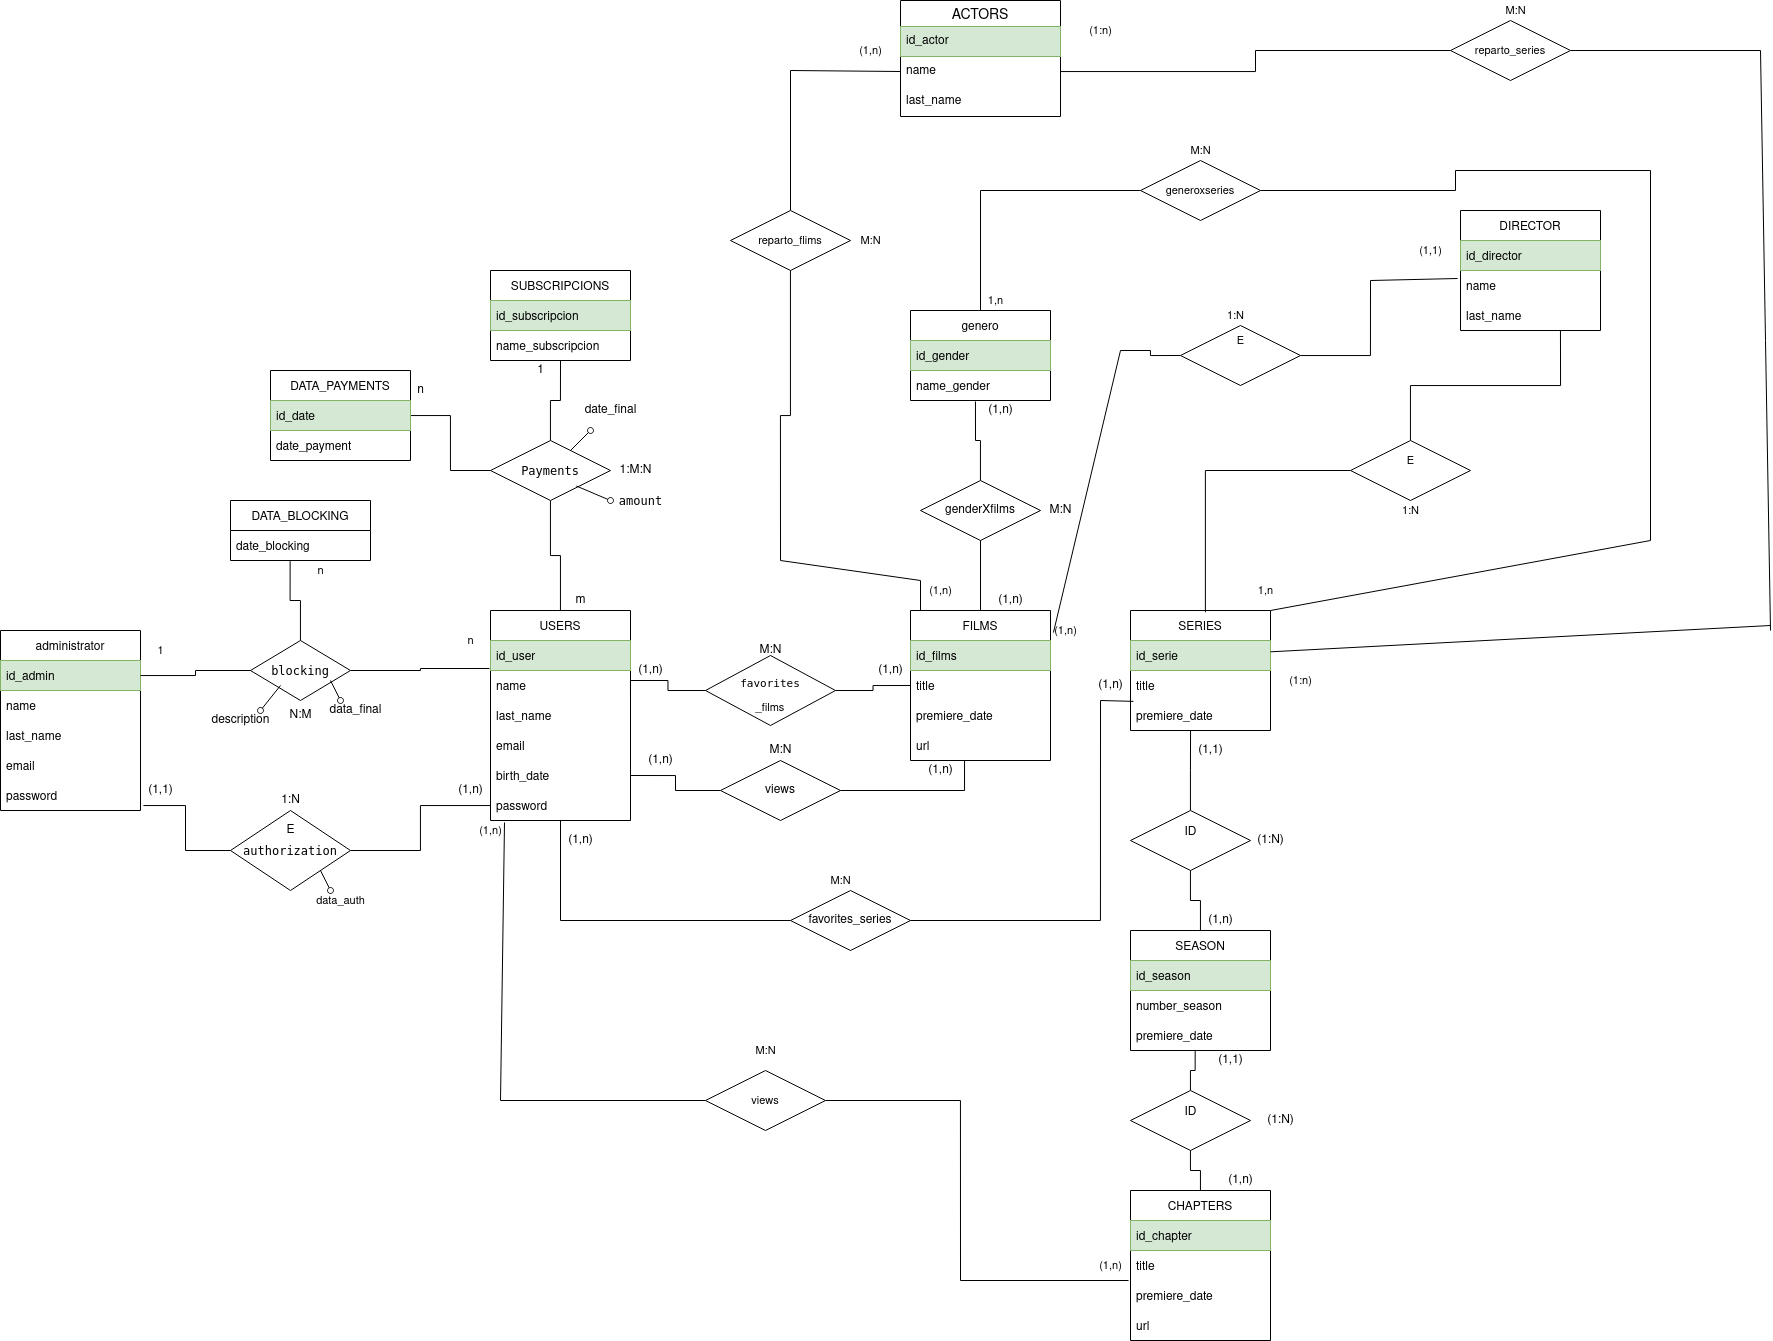 ACTORS
id_actor
name
last_name
(1,n)
(1:n)
M:N
reparto_series
M:N
generoxseries
reparto_flims
M:N
DIRECTOR
id_director
name
last_name
(1,1)
1:N
E
E
1:N
1,n
genero
id_gender
name_gender
(1,n)
genderXfilms
M:N
(1,n)
(1,n)
(1,n)
1,n
SUBSCRIPCIONS
id_subscripcion
name_subscripcion
1
DATA_PAYMENTS
id_date
date_payment
n
date_final
Payments
1:M:N
amount
m
DATA_BLOCKING
date_blocking
n
administrator
id_admin
name
last_name
email
password
1
blocking
description
N:M
data_final
n
(1,1)
1:N
E
authorization
data_auth
(1,n)
USERS
id_user
name
last_name
email
birth_date
password
(1,n)
M:N
favorites
_films
(1,n)
(1,n)
M:N
views
(1,n)
FILMS
id_films
title
premiere_date
url
SERIES
id_serie
title
premiere_date
(1,n)
(1:n)
(1,1)
ID
(1:N)
(1,n)
(1,n)
(1,n)
M:N
favorites_series
SEASON
id_season
number_season
premiere_date
(1,1)
ID
(1:N)
(1,n)
M:N
views
(1,n)
CHAPTERS
id_chapter
title
premiere_date
url